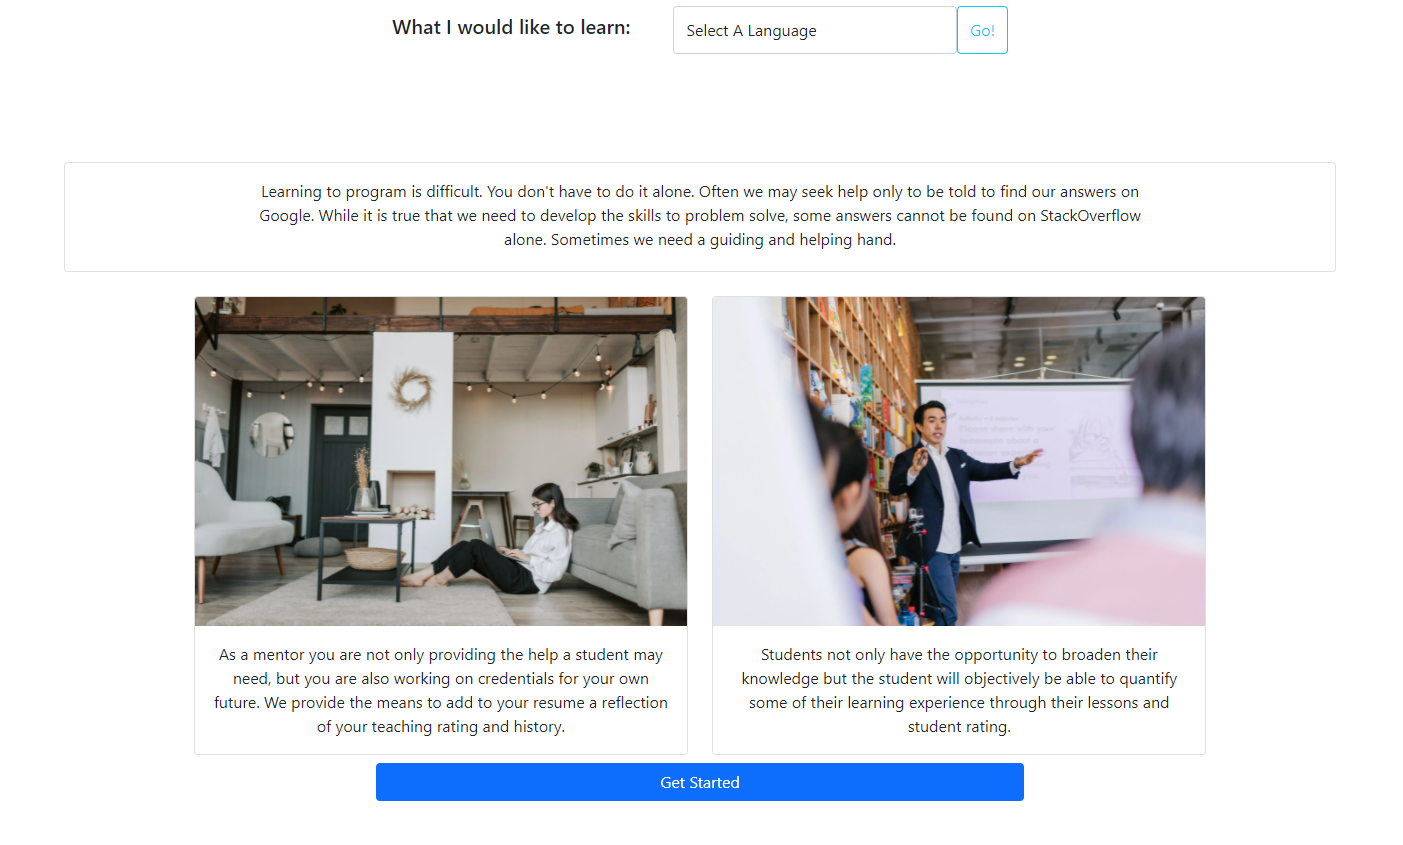 What I would like to learn:
Select A Language
Go!
Learning to program is difficult. You don't have to do it alone. Often we may seek help only to be told to find our answers on
Google. While it is true that we need to develop the skills to problem solve, some answers cannot be found on StackOverflow
alone. Sometimes we need a guiding and helping hand.
Please share with your
As a mentor you are not only providing the help a student may
need, but you are also working on credentials for your own
future. We provide the means to add to your resume a reflection
of your teaching rating and history.
Students not only have the opportunity to broaden their
knowledge but the student will objectively be able to quantify
some of their learning experience through their lessons and
student rating.
Get Started